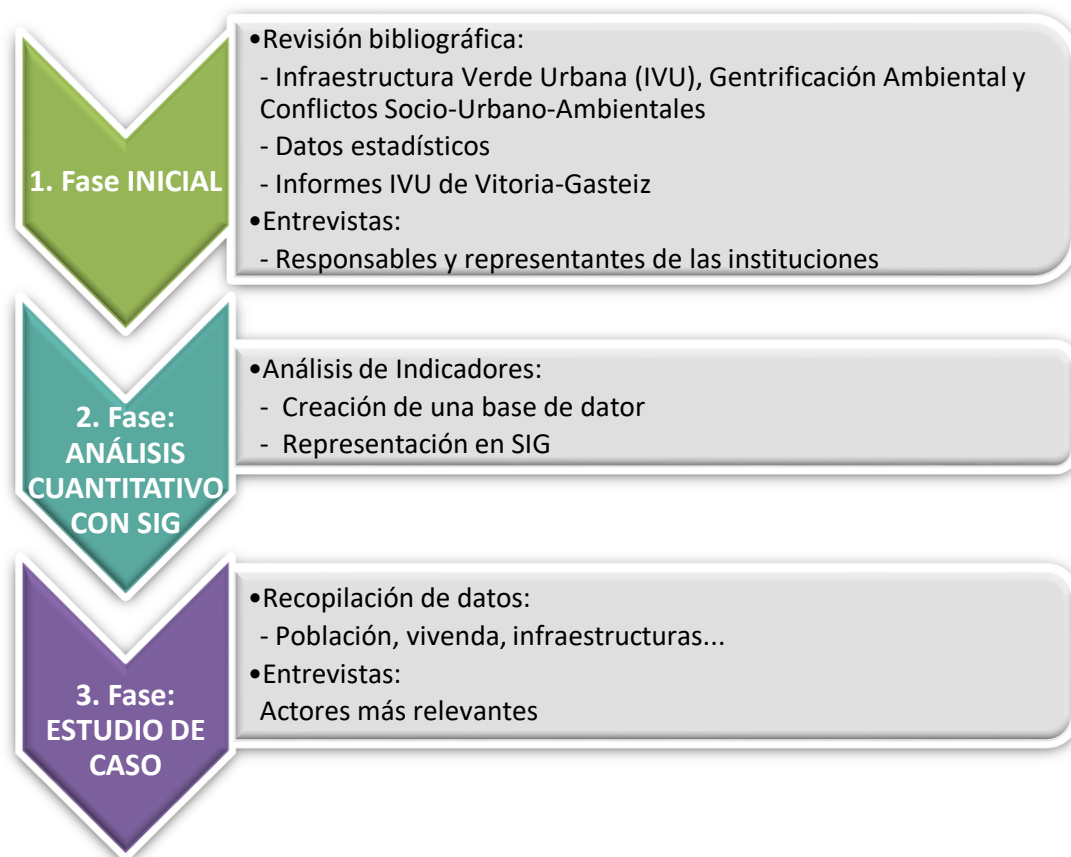 1. Fase INICIAL
•Revisión bibliográfica:
- Infraestructura Verde Urbana (IVU), Gentrificación Ambiental y
Conflictos Socio-Urbano-Ambientales
- Datos estadísticos
- Informes IVU de Vitoria-Gasteiz
•Entrevistas:
- Responsables y representantes de las instituciones
2. Fase:
ANÁLISIS
CUANTITATIVO
CON SIG
•Análisis de Indicadores:
- Creación de una base de dator
- Representación en SIG
3. Fase:
ESTUDIO DE
CASO
•Recopilación de datos:
- Población, vivenda, infraestructuras...
•Entrevistas:
Actores más relevantes